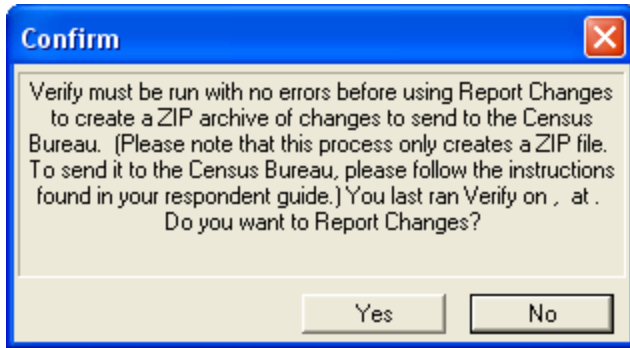 Confirm
Verify must be run with no errors before using Report Changes
to create a ZIP archive of changes to send to the Census
Bureau.  (Please note that this process only creates a ZIP file.
To send it to the Census Bureau, please follow the instructions
found in your respondent guide.) You last ran Verify on ,  at .
Do you want to Report Changes?
Yes
No